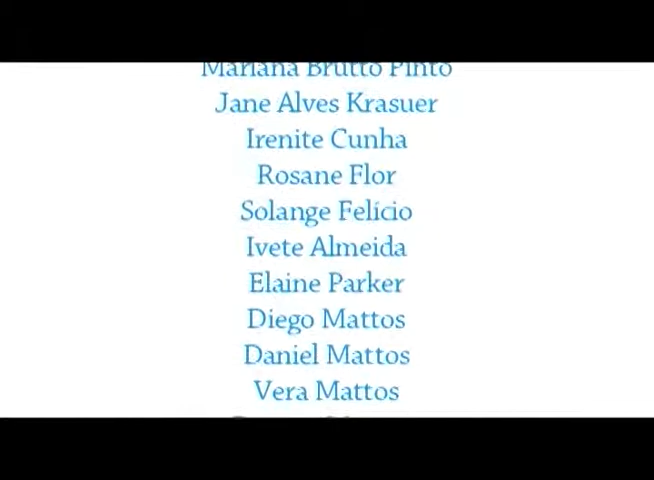 Mariana Brutto Pinto
Jane Alves Krasuer
Irenite Cunha
Rosane Flor
Solange Felício
Ivete Almeida
Elaine Parker
Diego Mattos
Daniel Mattos
Vera Mattos